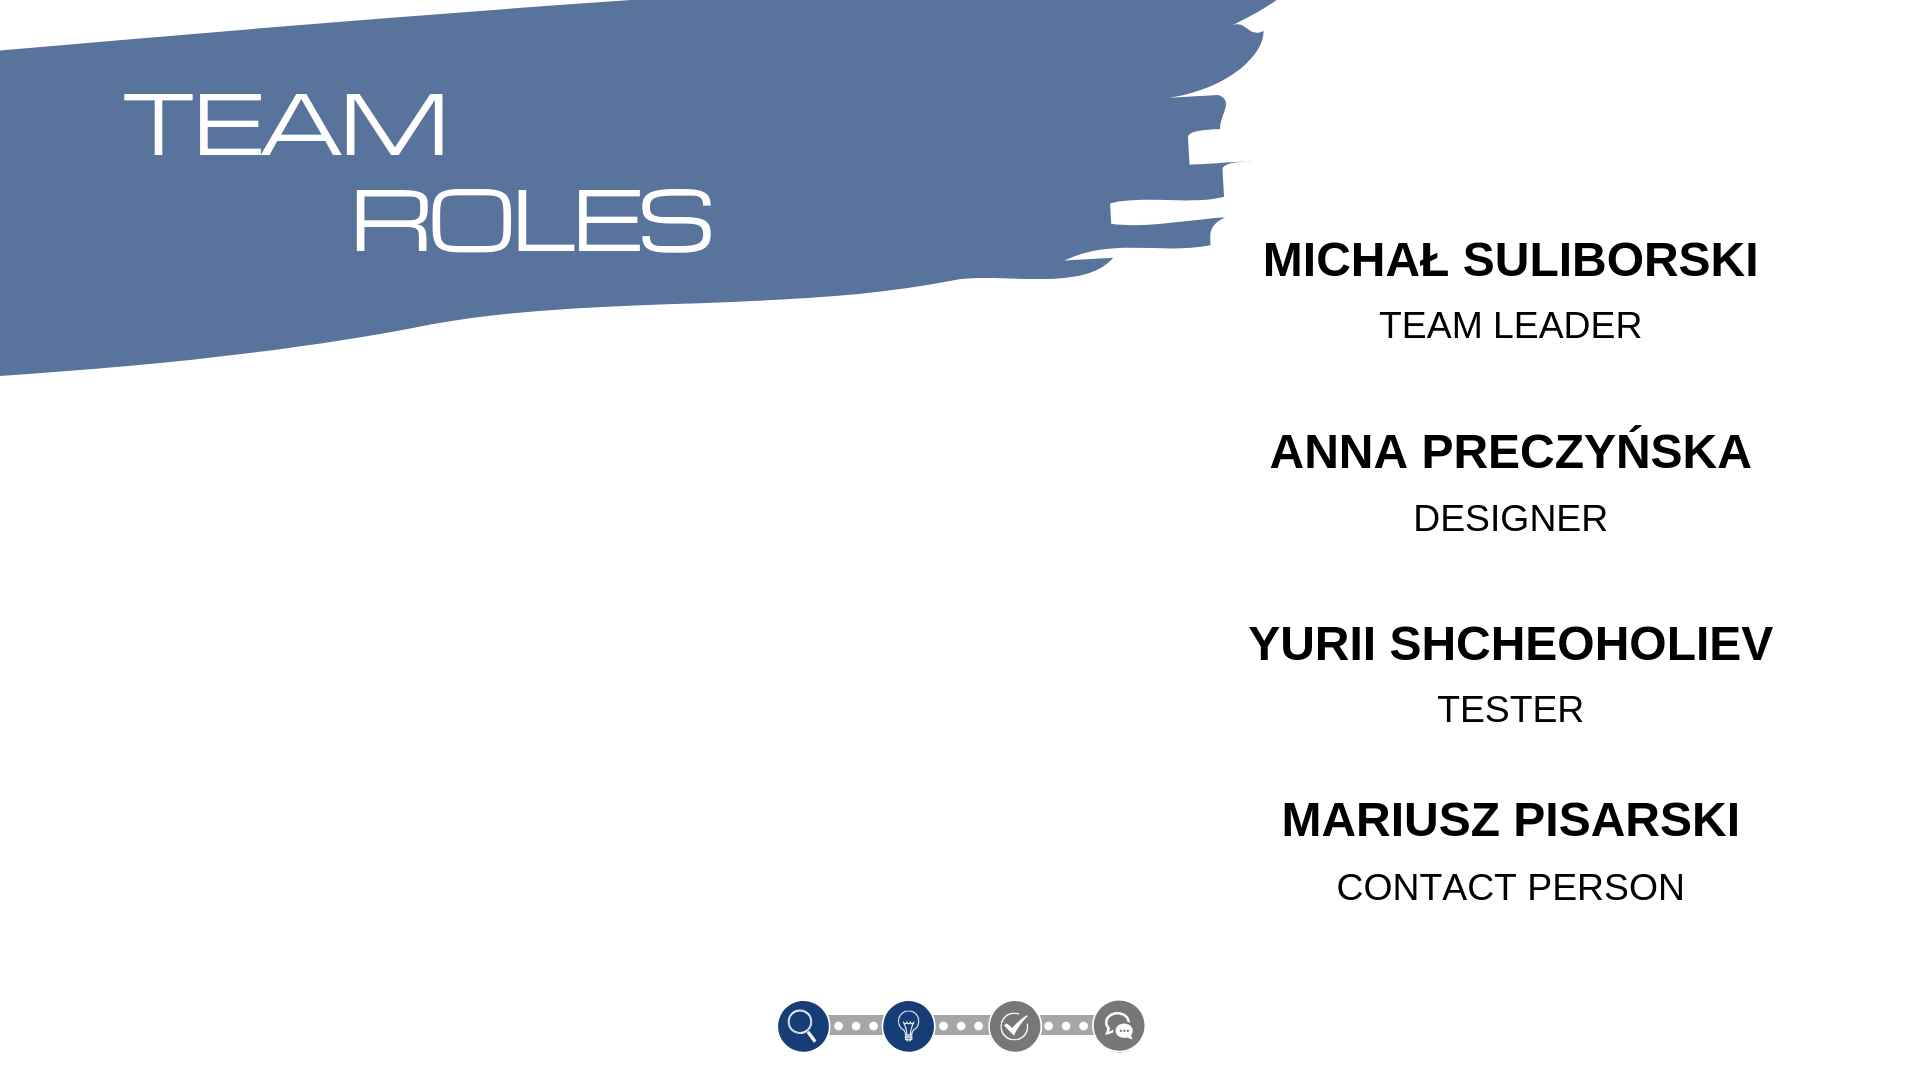 TEAM
ROLES
MICHAŁ SULIBORSKI
TEAM LEADER
ANNA PRECZYŃSKA
DESIGNER
YURII SHCHEOHOLIEV
TESTER
MARIUSZ PISARSKI
CONTACT PERSON